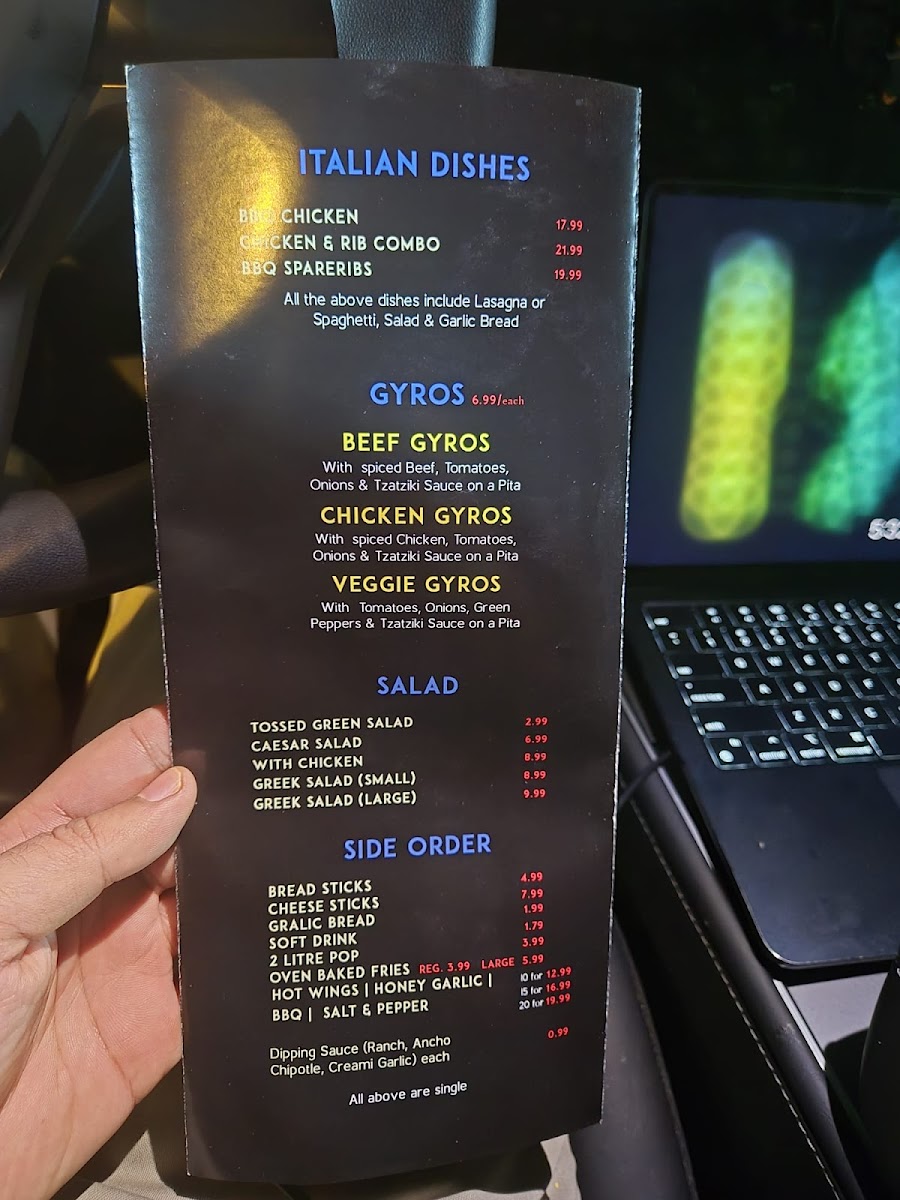 ITALIAN DISHES
BBQ CHICKEN 17.99
CHICKEN & RIB COMBO 21.99
BBQ SPARERIBS 19.99
All the above dishes include Lasagna or
Spaghetti, Salad & Garlic Bread
GYROS 6.99/each
BEEF GYROS
With spiced Beef, Tomatoes,
Onions & Tzatziki Sauce on a Pita
CHICKEN GYROS
With spiced Chicken, Tomatoes,
Onions & Tzatziki Sauce on a Pita
VEGGIE GYROS
With Tomatoes, Onions, Green
Peppers & Tzatziki Sauce on a Pita
SALAD
TOSSED GREEN SALAD 2.99
CAESAR SALAD 6.99
WITH CHICKEN 8.99
GREEK SALAD (SMALL) 8.99
GREEK SALAD (LARGE) 9.99
SIDE ORDER
BREAD STICKS 4.99
CHEESE STICKS 7.99
GRALIC BREAD 1.99
SOFT DRINK 1.79
2 LITRE POP 3.99
OVEN BAKED FRIES REG. 3.99 LARGE 5.99
HOT WINGS | HONEY GARLIC | 10 for 12.99
15 for 16.99
BBQ | SALT & PEPPER 20 for 19.99
Dipping Sauce (Ranch, Ancho 0.99
Chipotle, Creami Garlic) each
All above are single